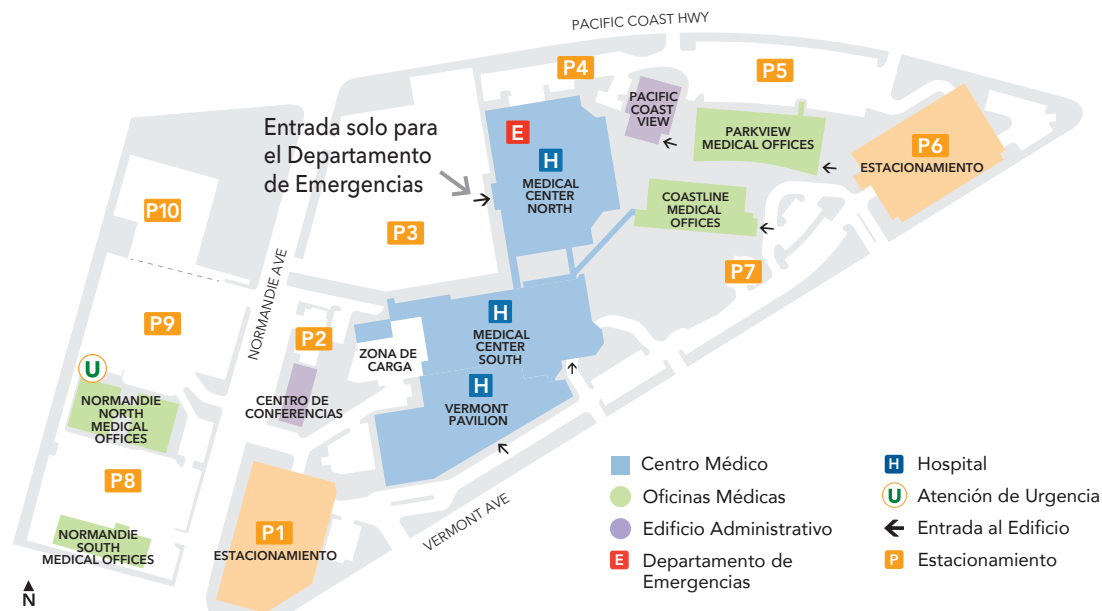 PACIFIC COAST HWY
P4
P5
PACIFIC
COAST
VIEW
Entrada solo para
el Departamento
de Emergencias
E
H
MEDICAL
CENTER
NORTH
PARKVIEW
MEDICAL OFFICES
P6
ESTACIONAMIENTO
COASTLINE
MEDICAL
OFFICES
P10
P3
P7
NORMANDIE AVE
P9
P2
ZONA DE
CARGA
H
MEDICAL
CENTER
SOUTH
U
NORMANDIE
NORTH
MEDICAL
OFFICES
CENTRO DE
CONFERENCIAS
H
VERMONT
PAVILION
P8
NORMANDIE
SOUTH
MEDICAL OFFICES
P1
ESTACIONAMIENTO
VERMONT AVE
Centro Médico
Oficinas Médicas
Edificio Administrativo
E Departamento de
Emergencias
H Hospital
U Atención de Urgencia
Entrada al Edificio
P Estacionamiento
N